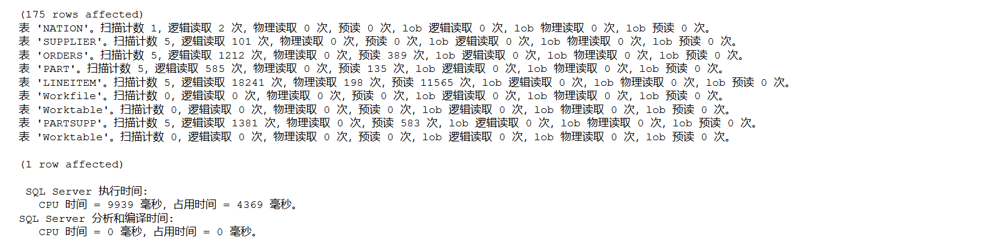 (175 rows affected)
表 'NATION'。扫描计数 1，逻辑读取 2 次，物理读取 0 次，预读 0 次，lob 逻辑读取 0 次，lob 物理读取 0 次，lob 预读 0 次。
表 'SUPPLIER'。扫描计数 5，逻辑读取 101 次，物理读取 0 次，预读 0 次，lob 逻辑读取 0 次，lob 物理读取 0 次，lob 预读 0 次。
表 'ORDERS'。扫描计数 5，逻辑读取 1212 次，物理读取 0 次，预读 389 次，lob 逻辑读取 0 次，lob 物理读取 0 次，lob 预读 0 次。
表 'PART'。扫描计数 5，逻辑读取 585 次，物理读取 0 次，预读 135 次，lob 逻辑读取 0 次，lob 物理读取 0 次，lob 预读 0 次。
表 'LINEITEM'。扫描计数 5，逻辑读取 18241 次，物理读取 198 次，预读 11565 次，lob 逻辑读取 0 次，lob 物理读取 0 次，lob 预读 0 次。
表 'Workfile'。扫描计数 0，逻辑读取 0 次，物理读取 0 次，预读 0 次，lob 逻辑读取 0 次，lob 物理读取 0 次，lob 预读 0 次。
表 'Worktable'。扫描计数 0，逻辑读取 0 次，物理读取 0 次，预读 0 次，lob 逻辑读取 0 次，lob 物理读取 0 次，lob 预读 0 次。
表 'PARTSUPP'。扫描计数 5，逻辑读取 1381 次，物理读取 0 次，预读 583 次，lob 逻辑读取 0 次，lob 物理读取 0 次，lob 预读 0 次。
表 'Worktable'。扫描计数 0，逻辑读取 0 次，物理读取 0 次，预读 0 次，lob 逻辑读取 0 次，lob 物理读取 0 次，lob 预读 0 次。
(1 row affected)
SQL Server 执行时间:
CPU 时间 = 9939 毫秒，占用时间 = 4369 毫秒。
SQL Server 分析和编译时间:
CPU 时间 = 0 毫秒，占用时间 = 0 毫秒。